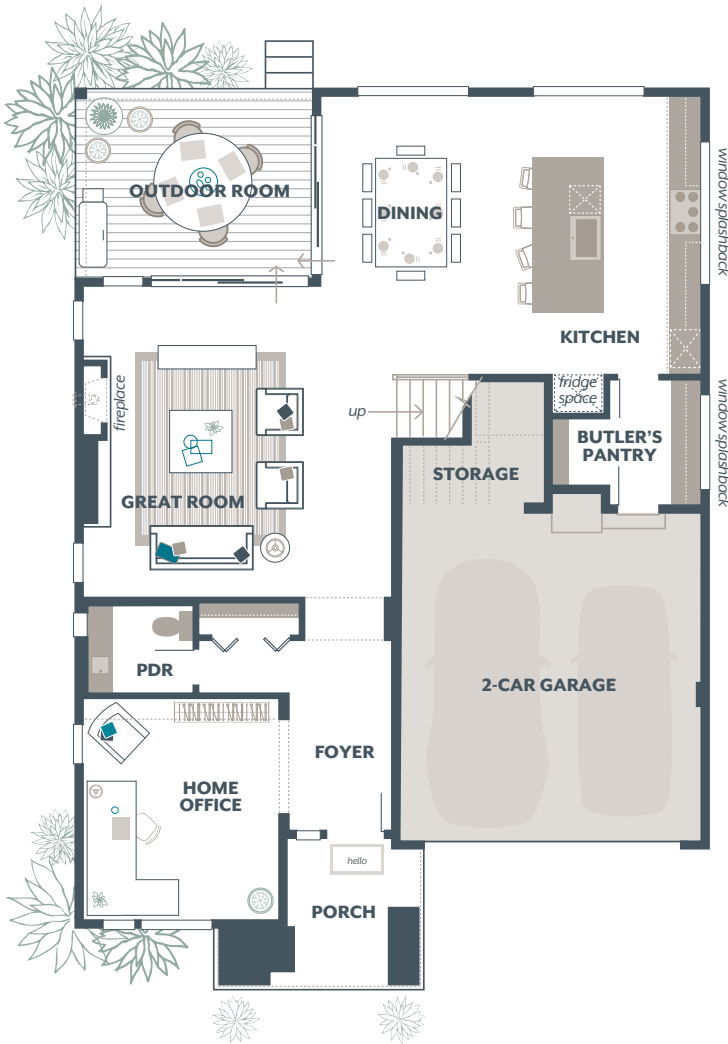 OUTDOOR ROOM
DINING
window splashback
KITCHEN
fireplace
up
fridge
space
window splashback
BUTLER'S
PANTRY
STORAGE
GREAT ROOM
PDR
2-CAR GARAGE
FOYER
HOME
OFFICE
hello
PORCH